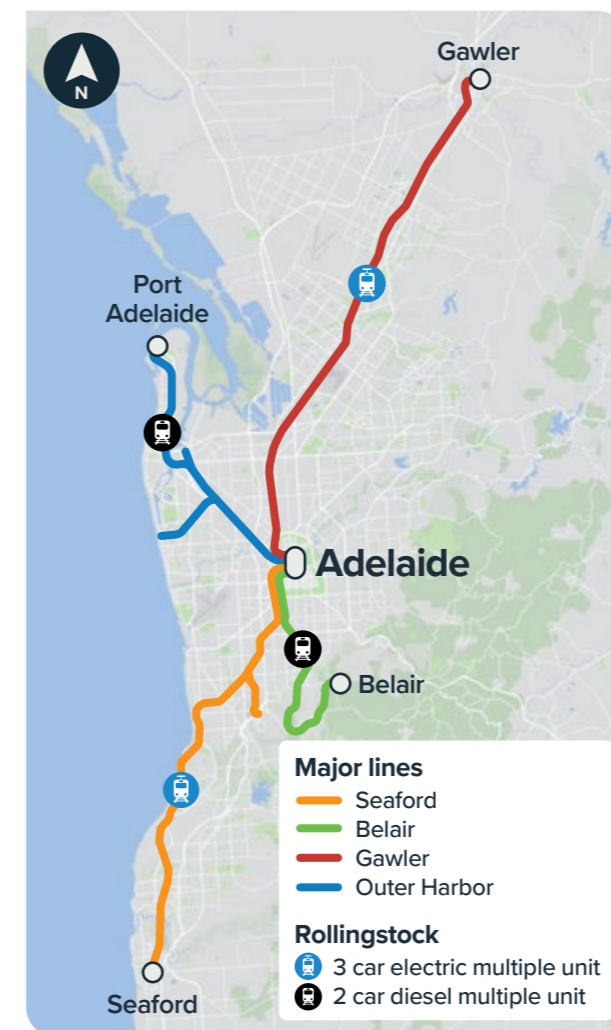 Gawler
N
Port
Adelaide
Adelaide
Belair
Major lines
Seaford
Belair
Gawler
Outer Harbor
Rollingstock
3 car electric multiple unit
2 car diesel multiple unit
Seaford